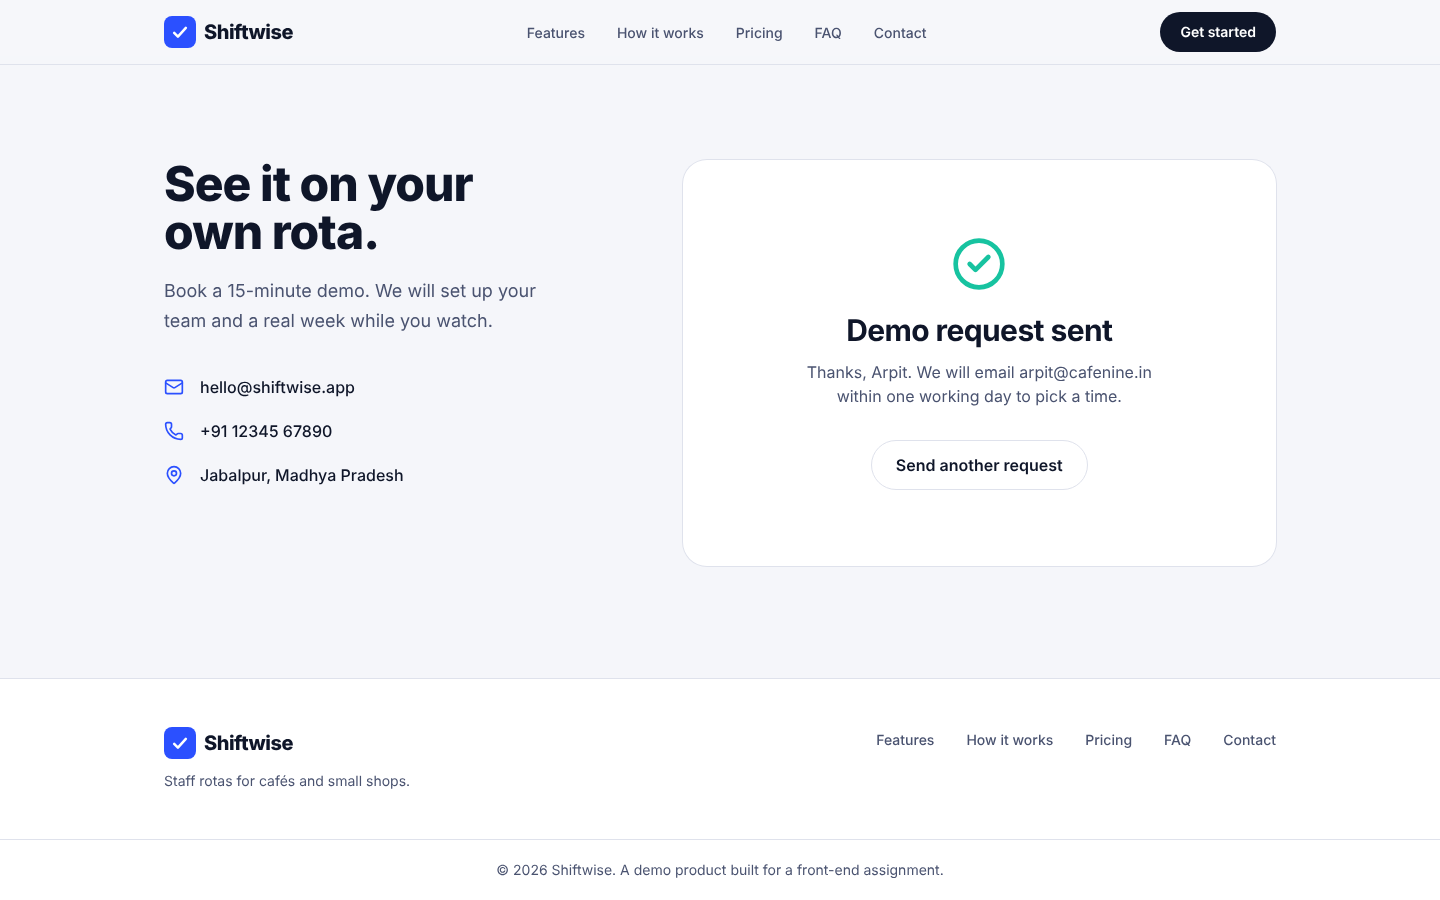 Shiftwise
Features
How it works
Pricing
FAQ
Contact
Get started
See it on your
own rota.
Book a 15-minute demo. We will set up your
team and a real week while you watch.
hello@shiftwise.app
+91 12345 67890
Jabalpur, Madhya Pradesh
Demo request sent
Thanks, Arpit. We will email arpit@cafenine.in
within one working day to pick a time.
Send another request
Shiftwise
Staff rotas for cafés and small shops.
Features
How it works
Pricing
FAQ
Contact
© 2026 Shiftwise. A demo product built for a front-end assignment.